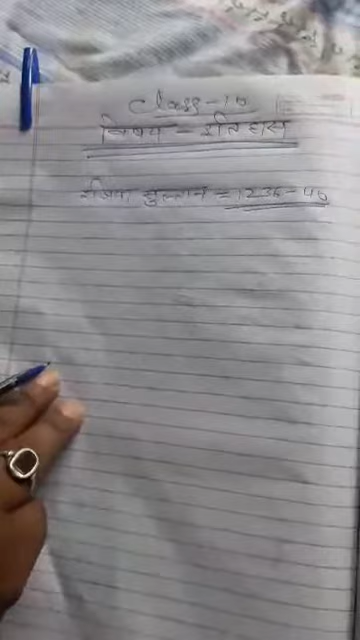 Class - 10
विषय - इतिहास
रजिया सुल्तान = 1236-40